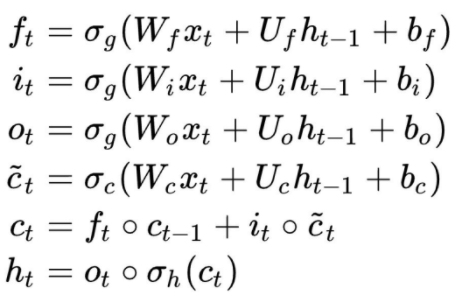 f_t = σ_g(W_f x_t + U_f h_{t−1} + b_f)
i_t = σ_g(W_i x_t + U_i h_{t−1} + b_i)
o_t = σ_g(W_o x_t + U_o h_{t−1} + b_o)
c̃_t = σ_c(W_c x_t + U_c h_{t−1} + b_c)
c_t = f_t ∘ c_{t−1} + i_t ∘ c̃_t
h_t = o_t ∘ σ_h(c_t)